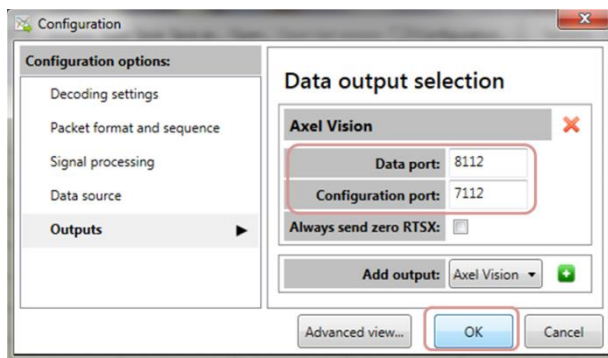 Configuration
Configuration options:
Decoding settings
Packet format and sequence
Signal processing
Data source
Outputs
Data output selection
Axel Vision
Data port: 8112
Configuration port: 7112
Always send zero RTSX:
Add output: Axel Vision
Advanced view...
OK
Cancel